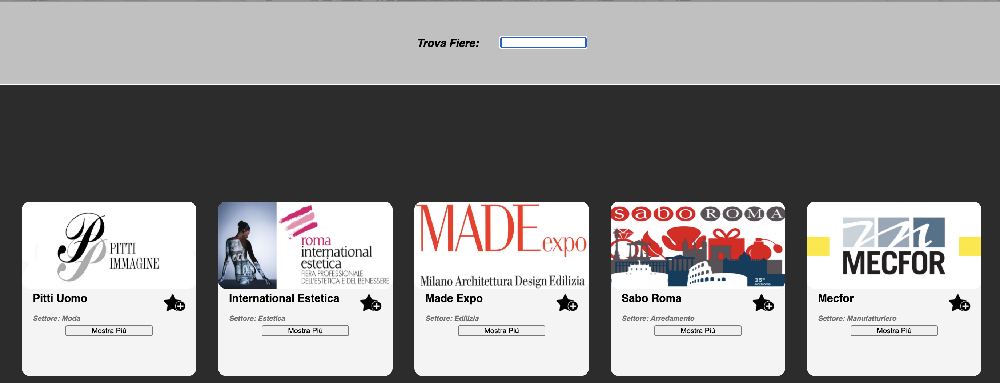 Trova Fiere:
PITTI
IMMAGINE
Pitti Uomo
Settore: Moda
Mostra Più
roma
international
estetica
FIERA PROFESSIONALE
DELL'ESTETICA E DEL BENESSERE
International Estetica
Settore: Estetica
Mostra Più
MADE expo
Milano Architettura Design Edilizia
Made Expo
Settore: Edilizia
Mostra Più
sabo ROMA
35ª
edizione
Sabo Roma
Settore: Arredamento
Mostra Più
MECFOR
Mecfor
Settore: Manufatturiero
Mostra Più